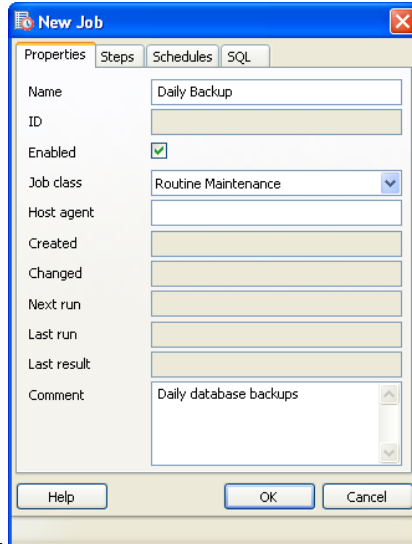 New Job
Properties Steps Schedules SQL
Name Daily Backup
ID
Enabled
Job class Routine Maintenance
Host agent
Created
Changed
Next run
Last run
Last result
Comment Daily database backups
Help OK Cancel